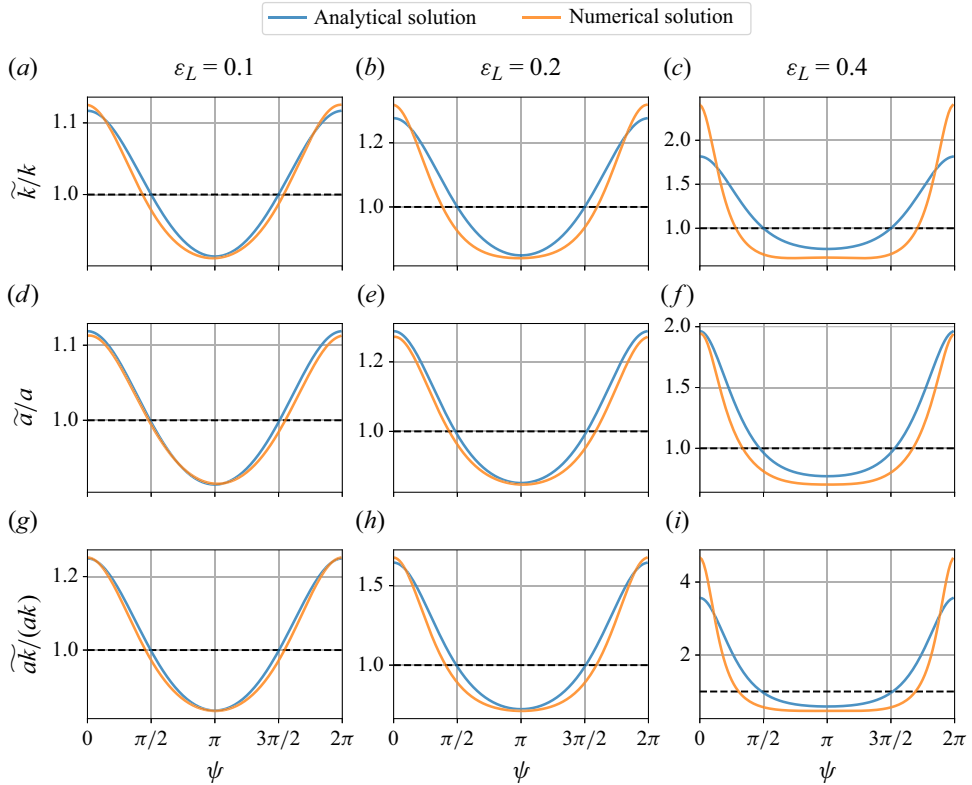 Analytical solution Numerical solution
(a) ε_L = 0.1 (b) ε_L = 0.2 (c) ε_L = 0.4
k̃/k
1.1
1.0
1.2
1.0
2.0
1.5
1.0
(d) (e) (f)
ã/a
1.1
1.0
1.2
1.0
2.0
1.5
1.0
(g) (h) (i)
ãk/(ak)
1.2
1.0
1.5
1.0
4
2
0 π/2 π 3π/2 2π 0 π/2 π 3π/2 2π 0 π/2 π 3π/2 2π
ψ ψ ψ